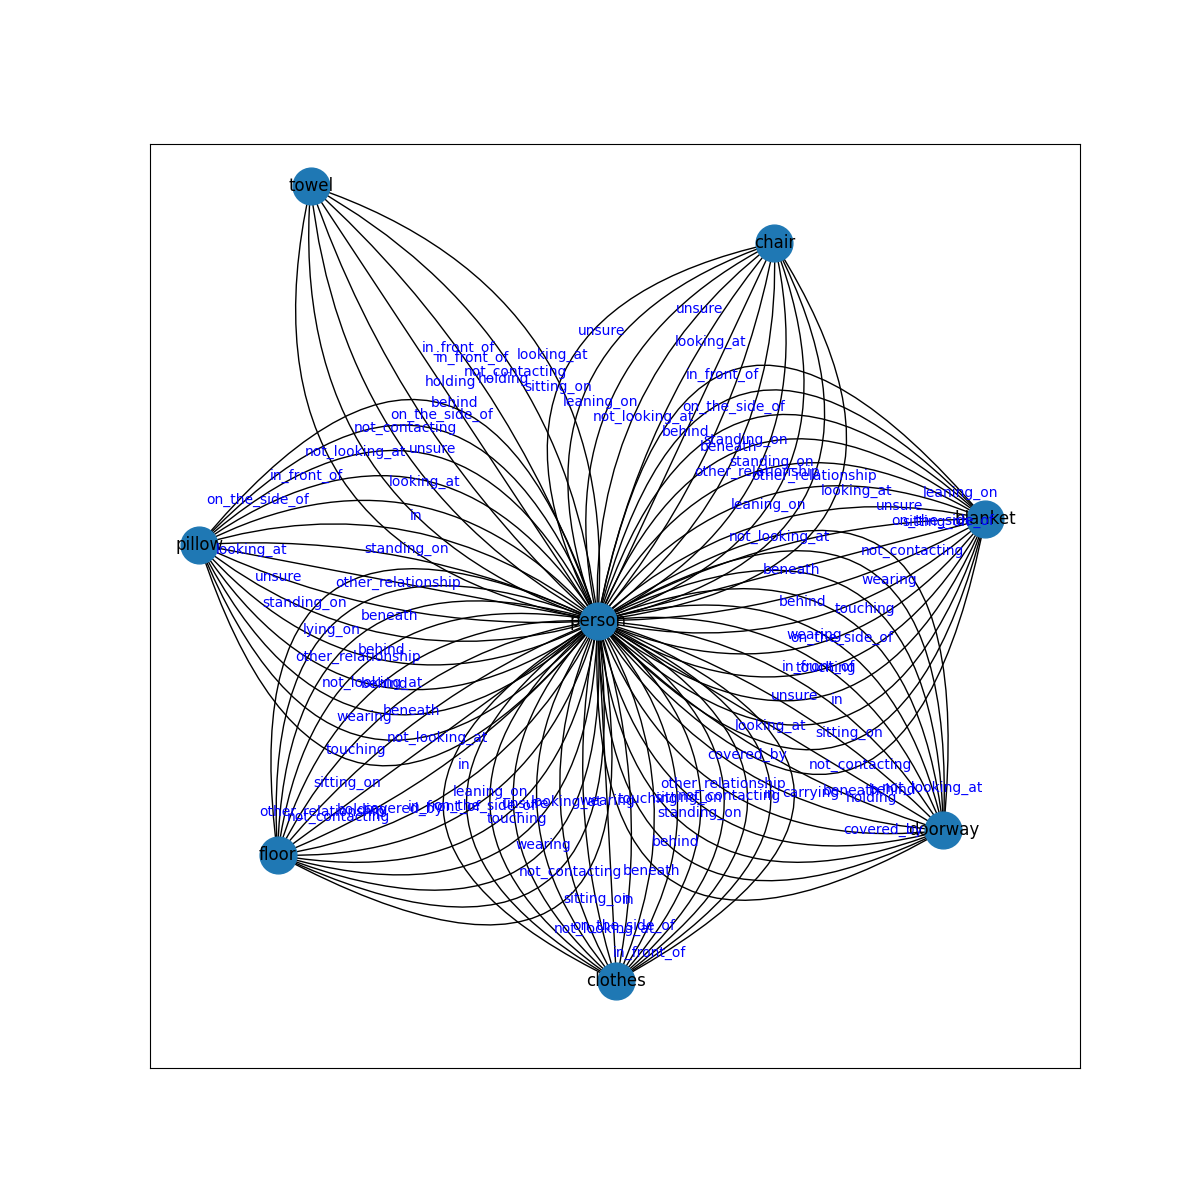 towel
chair
unsure
unsure
looking_at
in_front_of
in_front_of
looking_at
not_contacting
in_front_of
holding
holding
sitting_on
leaning_on
behind
on_the_side_of
on_the_side_of
not_looking_at
not_contacting
behind
standing_on
beneath
not_looking_at
unsure
standing_on
other_relationship
other_relationship
in_front_of
looking_at
looking_at
leaning_on
on_the_side_of
leaning_on
unsure
in
blanket
pillow
not_looking_at
looking_at
standing_on
not_contacting
beneath
unsure
other_relationship
wearing
standing_on
behind
touching
beneath
person
lying_on
wearing
on_the_side_of
behind
other_relationship
in_front_of
touching
not_looking_at
behind
unsure
in
beneath
wearing
looking_at
sitting_on
not_looking_at
touching
covered_by
in
not_contacting
sitting_on
other_relationship
leaning_on
not_looking_at
beneath
behind
holding
carrying
in
not_contacting
touching
wearing
looking_at
unsure
on_the_side_of
in_front_of
covered_by
other_relationship
not_contacting
touching
standing_on
covered_by
doorway
wearing
behind
floor
not_contacting
beneath
sitting_on
in
on_the_side_of
not_looking_at
in_front_of
clothes